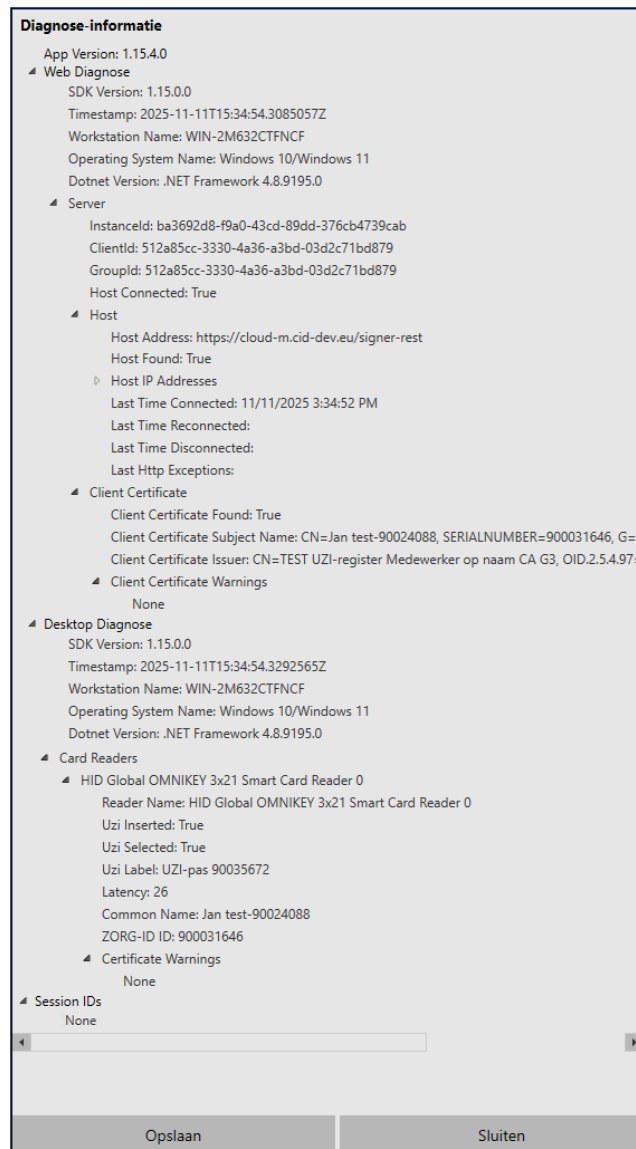 Diagnose-informatie
App Version: 1.15.4.0
Web Diagnose
SDK Version: 1.15.0.0
Timestamp: 2025-11-11T15:34:54.3085057Z
Workstation Name: WIN-2M632CTFNCF
Operating System Name: Windows 10/Windows 11
Dotnet Version: .NET Framework 4.8.9195.0
Server
InstanceId: ba3692d8-f9a0-43cd-89dd-376cb4739cab
ClientId: 512a85cc-3330-4a36-a3bd-03d2c71bd879
GroupId: 512a85cc-3330-4a36-a3bd-03d2c71bd879
Host Connected: True
Host
Host Address: https://cloud-m.cid-dev.eu/signer-rest
Host Found: True
Host IP Addresses
Last Time Connected: 11/11/2025 3:34:52 PM
Last Time Reconnected:
Last Time Disconnected:
Last Http Exceptions:
Client Certificate
Client Certificate Found: True
Client Certificate Subject Name: CN=Jan test-90024088, SERIALNUMBER=900031646, G=
Client Certificate Issuer: CN=TEST UZI-register Medewerker op naam CA G3, OID.2.5.4.97=
Client Certificate Warnings
None
Desktop Diagnose
SDK Version: 1.15.0.0
Timestamp: 2025-11-11T15:34:54.3292565Z
Workstation Name: WIN-2M632CTFNCF
Operating System Name: Windows 10/Windows 11
Dotnet Version: .NET Framework 4.8.9195.0
Card Readers
HID Global OMNIKEY 3x21 Smart Card Reader 0
Reader Name: HID Global OMNIKEY 3x21 Smart Card Reader 0
Uzi Inserted: True
Uzi Selected: True
Uzi Label: UZI-pas 90035672
Latency: 26
Common Name: Jan test-90024088
ZORG-ID ID: 900031646
Certificate Warnings
None
Session IDs
None
Opslaan
Sluiten